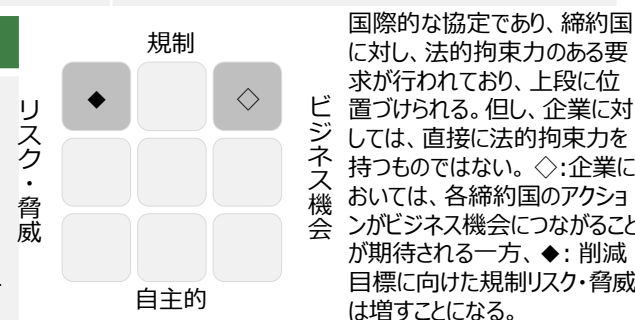 規制
◆
◇
リスク・脅威
ビジネス機会
自主的
国際的な協定であり、締約国
に対し、法的拘束力のある要
求が行われており、上段に位
置づけられる。但し、企業に対
しては、直接に法的拘束力を
持つものではない。◇:企業に
おいては、各締約国のアクショ
ンがビジネス機会につながること
が期待される一方、◆: 削減
目標に向けた規制リスク・脅威
は増すことになる。